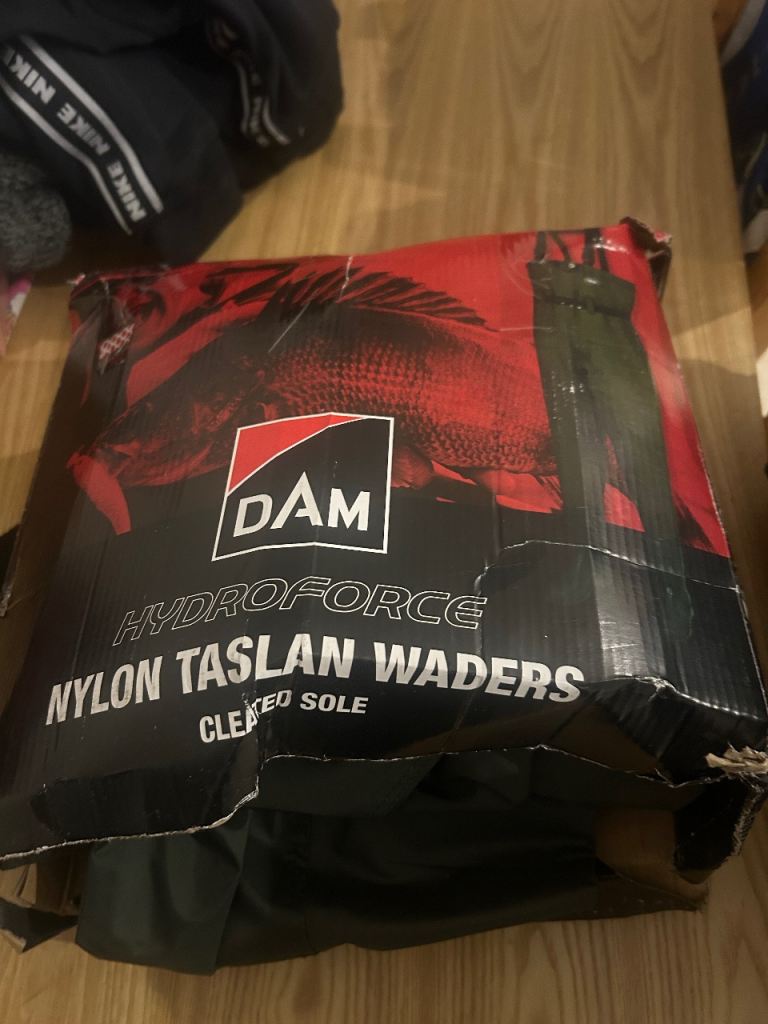 NIKE NIKE NIKE
DAM
HYDROFORCE
NYLON TASLAN WADERS
CLEATED SOLE